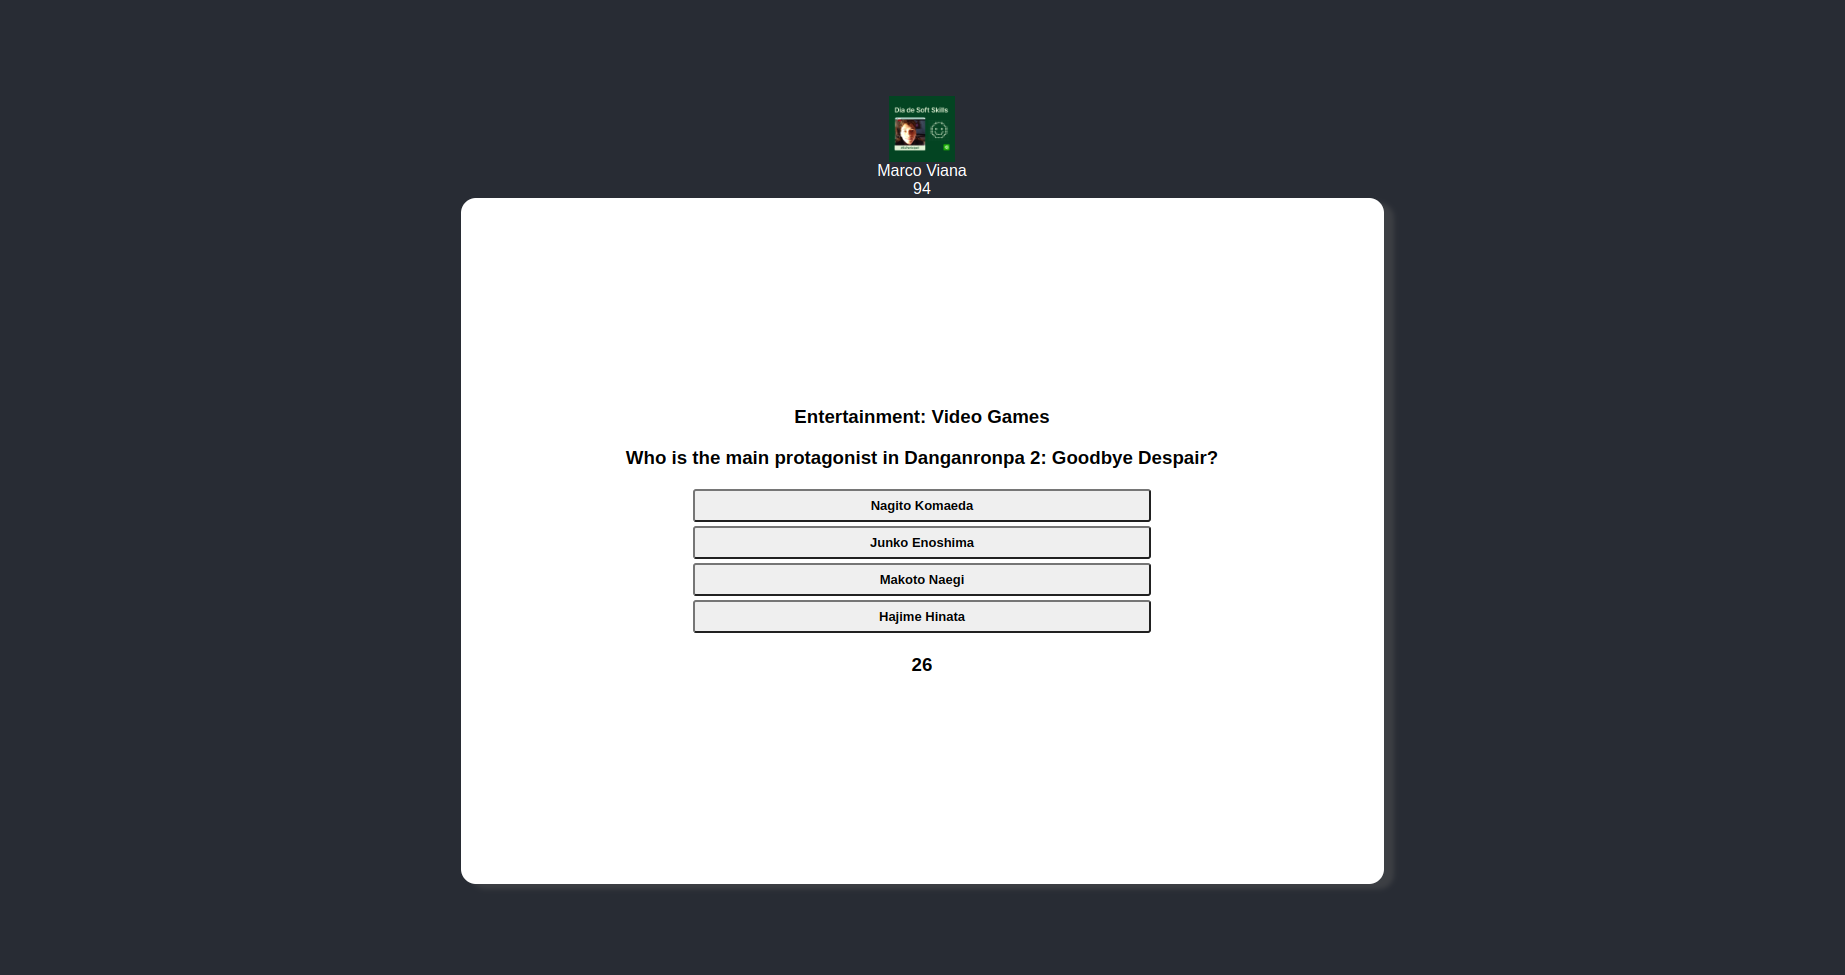 Dia de Soft Skills
Marco Viana
94
Entertainment: Video Games
Who is the main protagonist in Danganronpa 2: Goodbye Despair?
Nagito Komaeda
Junko Enoshima
Makoto Naegi
Hajime Hinata
26